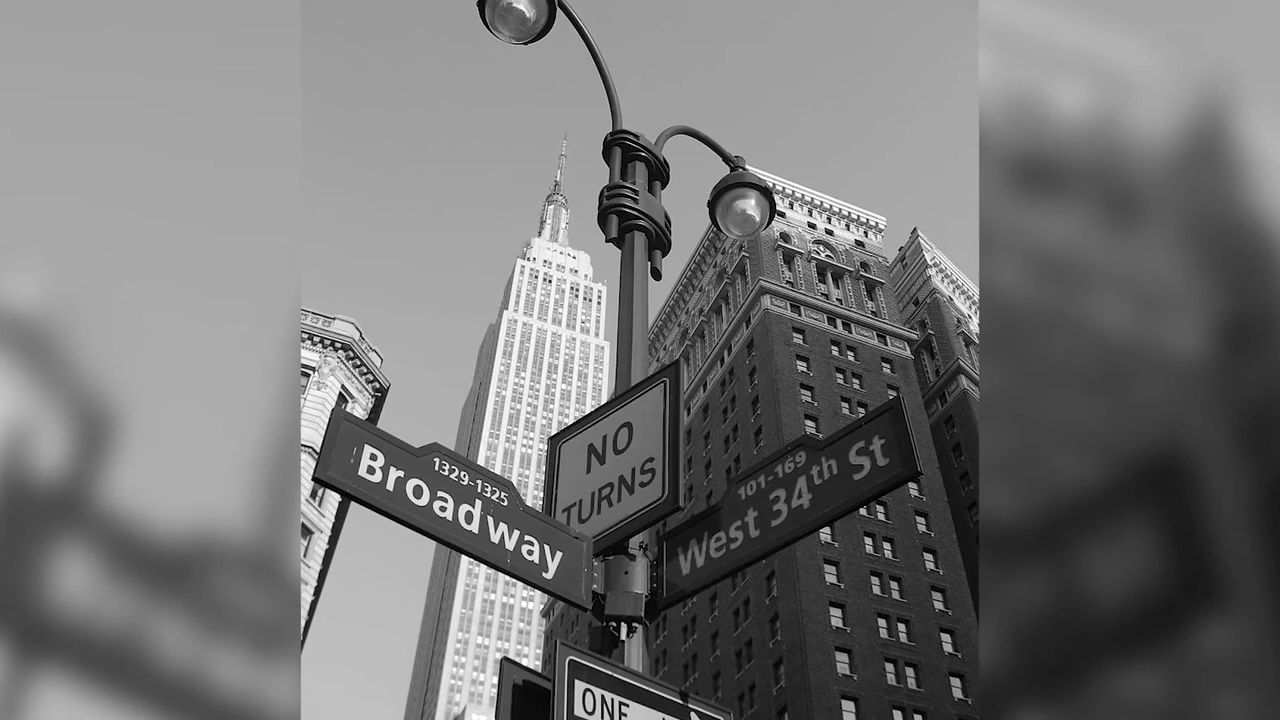 1329-1325
Broadway
NO
TURNS
101-169
West 34th St
ONE